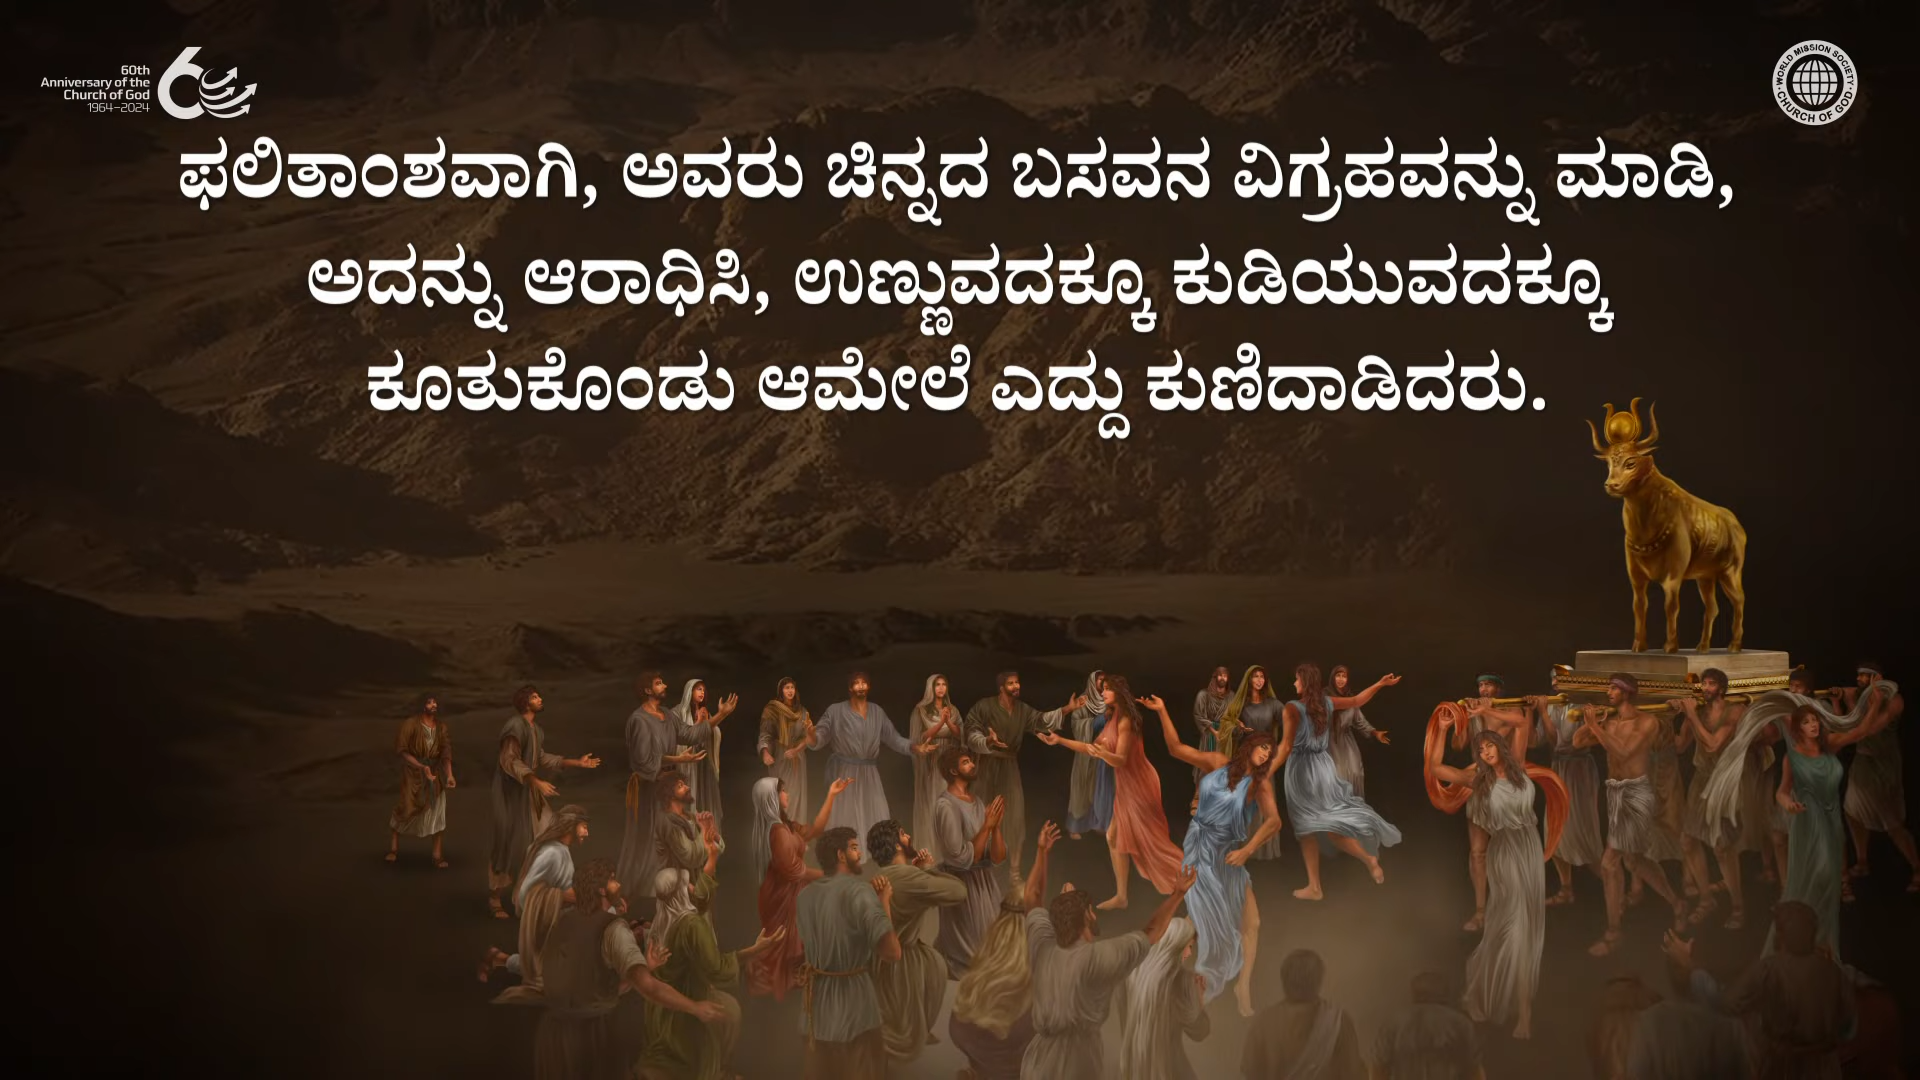 60th
Anniversary of the
Church of God
1964–2024
WORLD MISSION SOCIETY
CHURCH OF GOD
ಫಲಿತಾಂಶವಾಗಿ, ಅವರು ಚಿನ್ನದ ಬಸವನ ವಿಗ್ರಹವನ್ನು ಮಾಡಿ,
ಅದನ್ನು ಆರಾಧಿಸಿ, ಉಣ್ಣುವದಕ್ಕೂ ಕುಡಿಯುವದಕ್ಕೂ
ಕೂತುಕೊಂಡು ಆಮೇಲೆ ಎದ್ದು ಕುಣಿದಾಡಿದರು.